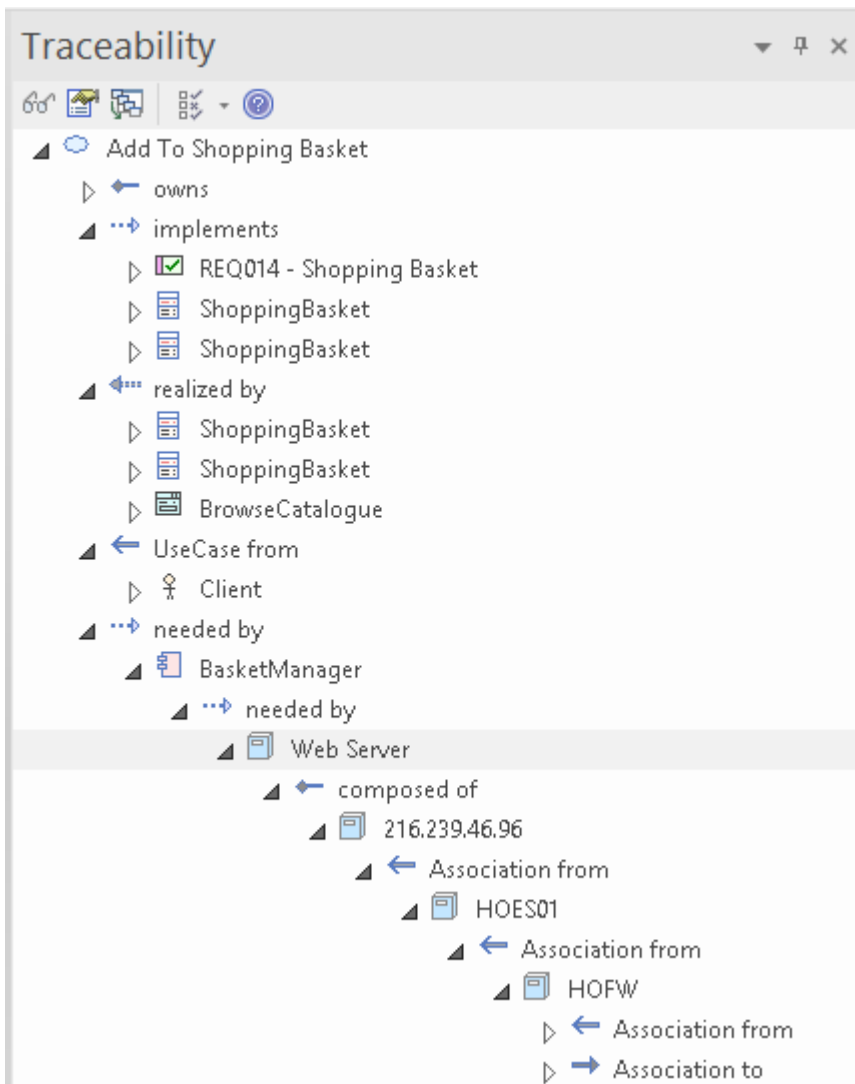 Traceability
Add To Shopping Basket
owns
implements
REQ014 - Shopping Basket
ShoppingBasket
ShoppingBasket
realized by
ShoppingBasket
ShoppingBasket
BrowseCatalogue
UseCase from
Client
needed by
BasketManager
needed by
Web Server
composed of
216.239.46.96
Association from
HOES01
Association from
HOFW
Association from
Association to